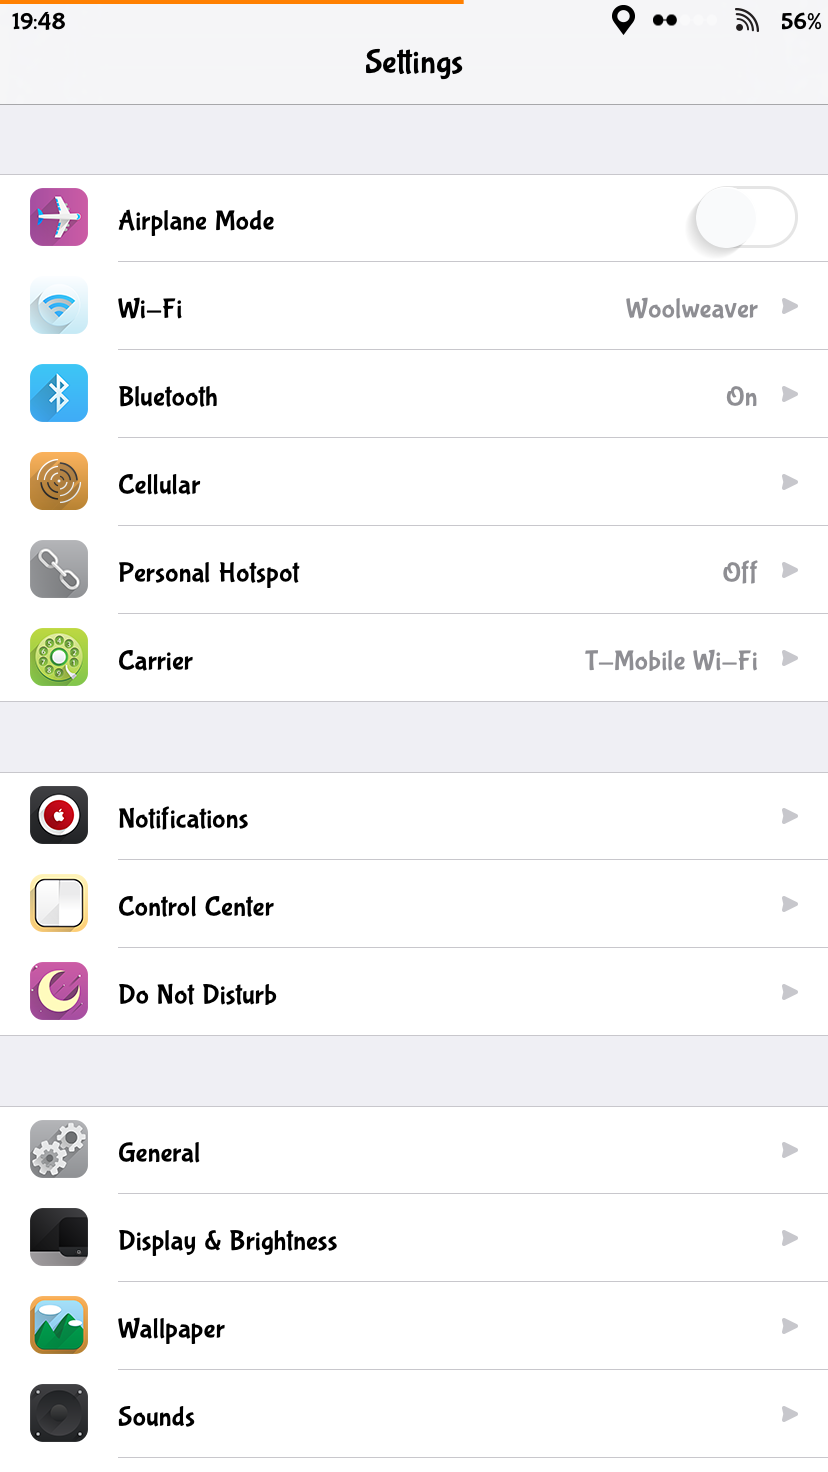 19:48 56%
Settings
Airplane Mode
Wi-Fi Woolweaver
Bluetooth On
Cellular
Personal Hotspot Off
Carrier T-Mobile Wi-Fi
Notifications
Control Center
Do Not Disturb
General
Display & Brightness
Wallpaper
Sounds